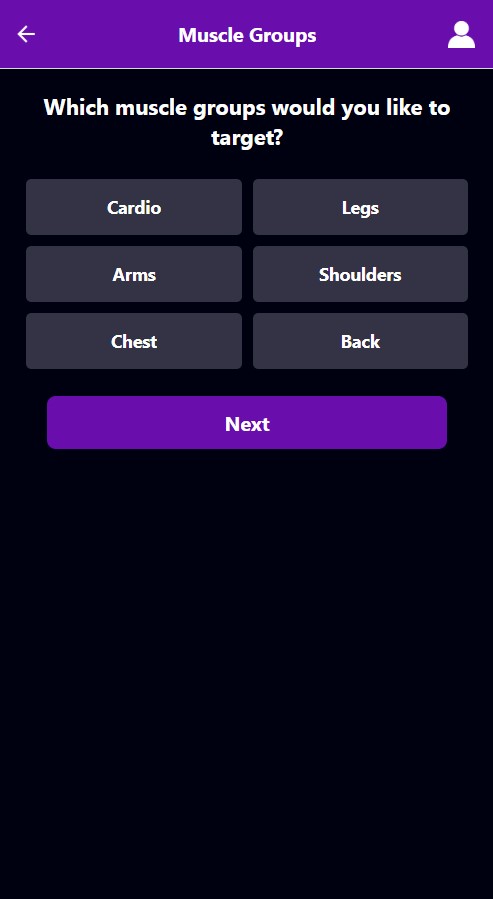 Muscle Groups
Which muscle groups would you like to
target?
Cardio
Legs
Arms
Shoulders
Chest
Back
Next